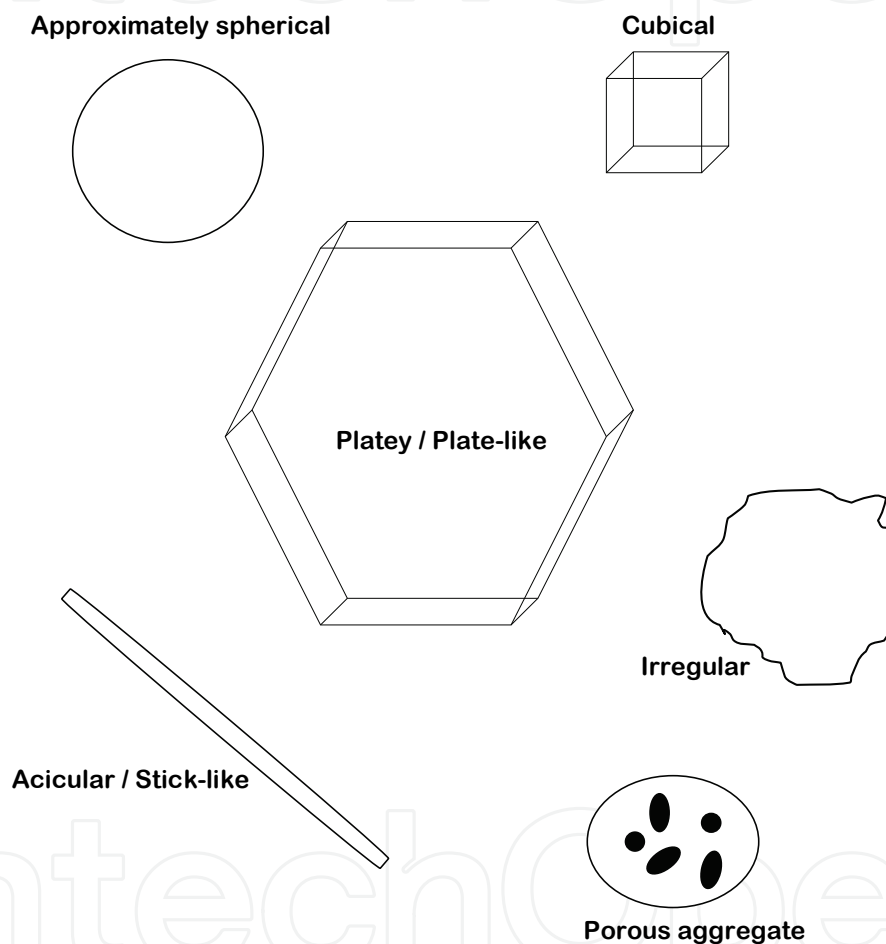 Approximately spherical
Cubical
Platey / Plate-like
Irregular
Acicular / Stick-like
Porous aggregate